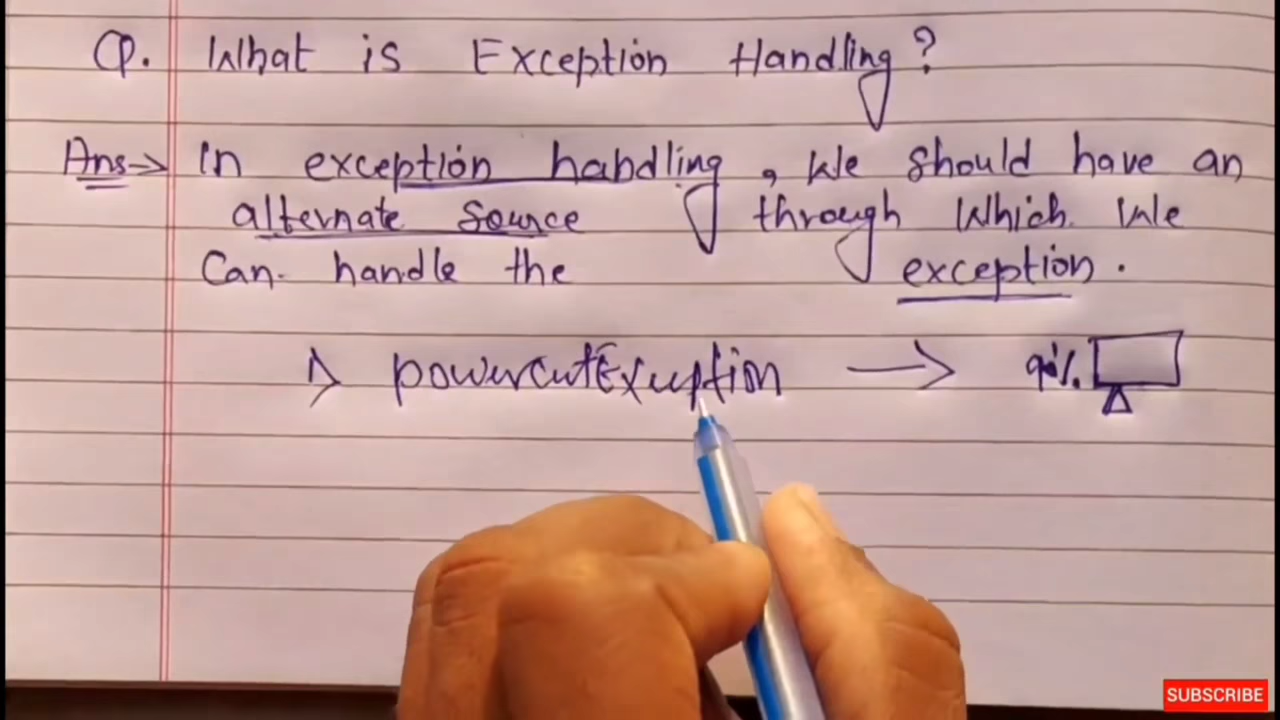 Q. What is Exception Handling?
Ans→ In exception handling, We should have an
alternate source through Which We
Can handle the exception.
powercutException → 90%
SUBSCRIBE